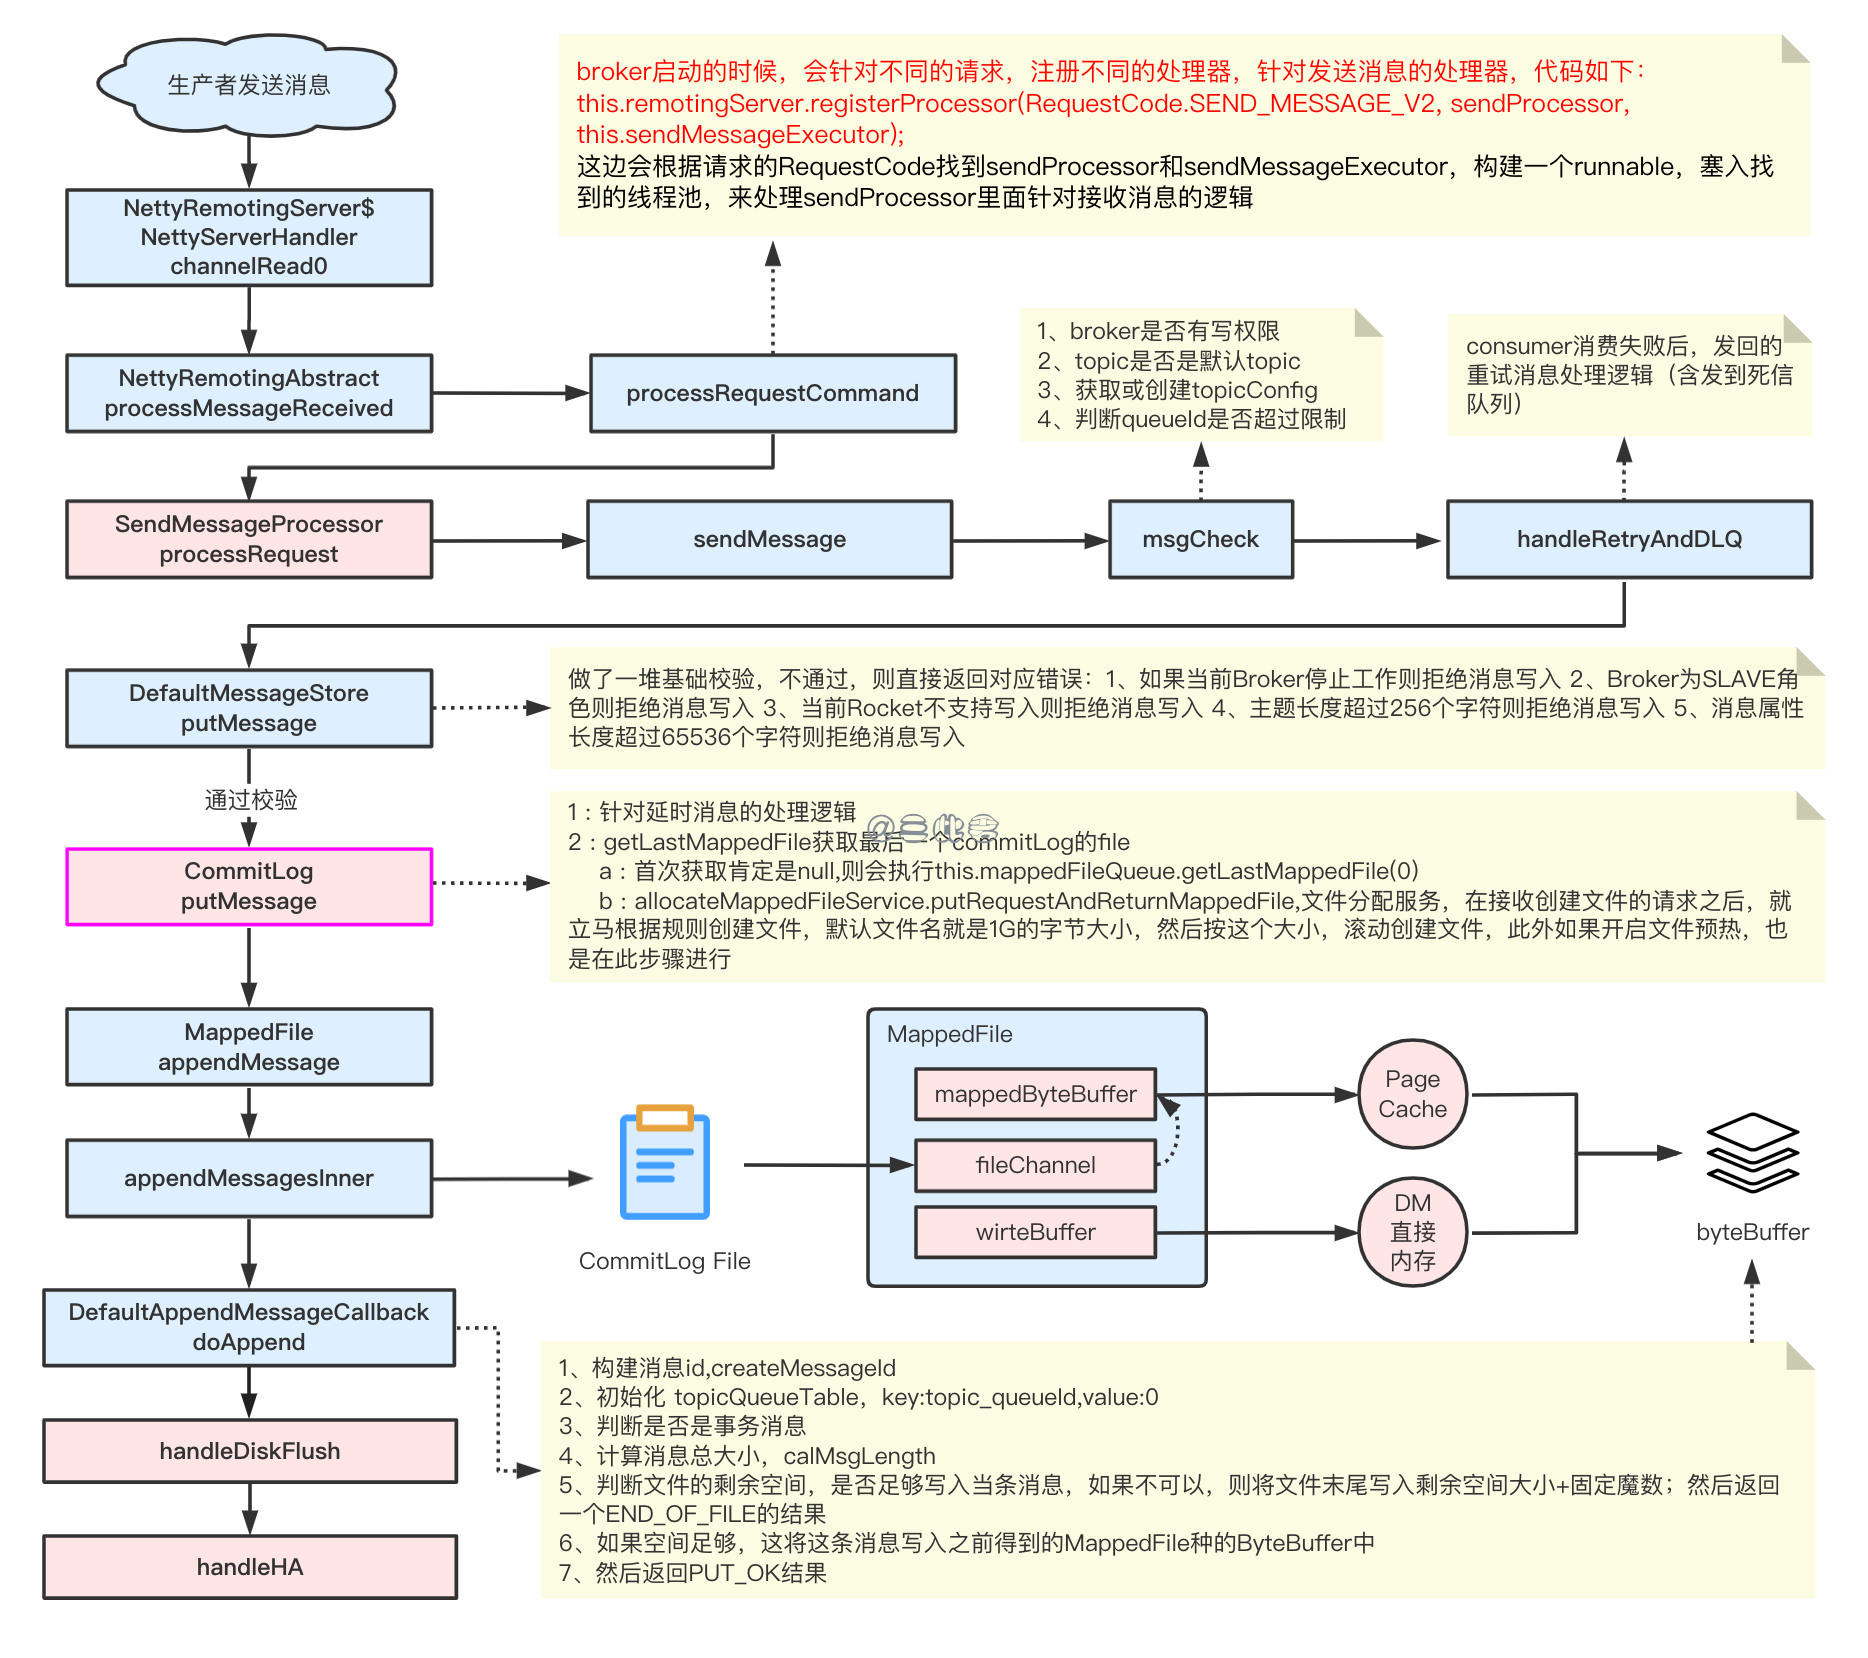 生产者发送消息
broker启动的时候，会针对不同的请求，注册不同的处理器，针对发送消息的处理器，代码如下：
this.remotingServer.registerProcessor(RequestCode.SEND_MESSAGE_V2, sendProcessor,
this.sendMessageExecutor);
这边会根据请求的RequestCode找到sendProcessor和sendMessageExecutor，构建一个runnable，塞入找
到的线程池，来处理sendProcessor里面针对接收消息的逻辑
NettyRemotingServer$
NettyServerHandler
channelRead0
NettyRemotingAbstract
processMessageReceived
processRequestCommand
1、broker是否有写权限
2、topic是否是默认topic
3、获取或创建topicConfig
4、判断queueId是否超过限制
consumer消费失败后，发回的
重试消息处理逻辑（含发到死信
队列）
SendMessageProcessor
processRequest
sendMessage
msgCheck
handleRetryAndDLQ
DefaultMessageStore
putMessage
做了一堆基础校验，不通过，则直接返回对应错误：1、如果当前Broker停止工作则拒绝消息写入 2、Broker为SLAVE角
色则拒绝消息写入 3、当前Rocket不支持写入则拒绝消息写入 4、主题长度超过256个字符则拒绝消息写入 5、消息属性
长度超过65536个字符则拒绝消息写入
通过校验
CommitLog
putMessage
1 : 针对延时消息的处理逻辑
2 : getLastMappedFile获取最后一个commitLog的file
a : 首次获取肯定是null,则会执行this.mappedFileQueue.getLastMappedFile(0)
b : allocateMappedFileService.putRequestAndReturnMappedFile,文件分配服务，在接收创建文件的请求之后，就
立马根据规则创建文件，默认文件名就是1G的字节大小，然后按这个大小，滚动创建文件，此外如果开启文件预热，也
是在此步骤进行
MappedFile
appendMessage
appendMessagesInner
CommitLog File
MappedFile
mappedByteBuffer
fileChannel
wirteBuffer
Page
Cache
DM
直接
内存
byteBuffer
DefaultAppendMessageCallback
doAppend
1、构建消息id,createMessageId
2、初始化 topicQueueTable，key:topic_queueId,value:0
3、判断是否是事务消息
4、计算消息总大小，calMsgLength
5、判断文件的剩余空间，是否足够写入当条消息，如果不可以，则将文件末尾写入剩余空间大小+固定魔数；然后返回
一个END_OF_FILE的结果
6、如果空间足够，这将这条消息写入之前得到的MappedFile种的ByteBuffer中
7、然后返回PUT_OK结果
handleDiskFlush
handleHA